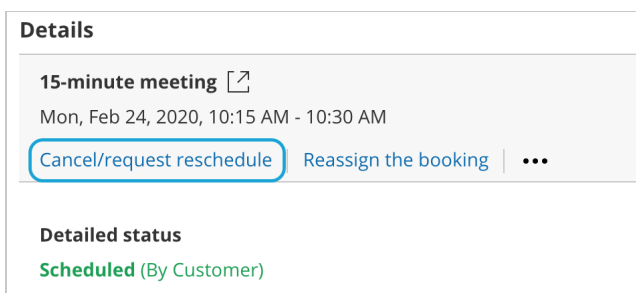 Details
15-minute meeting
Mon, Feb 24, 2020, 10:15 AM - 10:30 AM
Cancel/request reschedule Reassign the booking •••
Detailed status
Scheduled (By Customer)